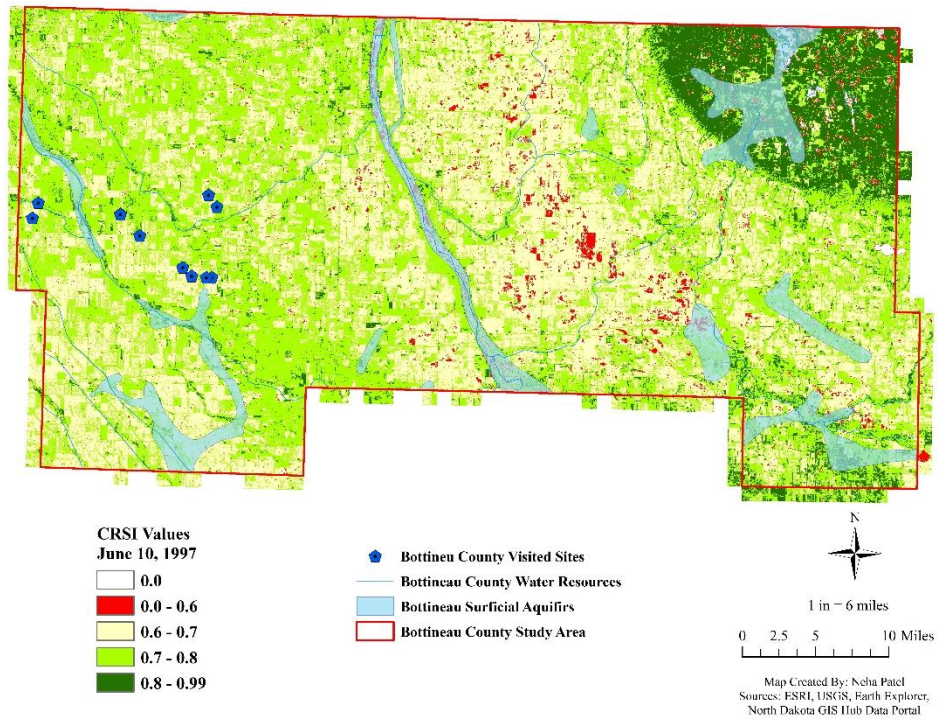 CRSI Values
June 10, 1997
0.0
0.0 - 0.6
0.6 - 0.7
0.7 - 0.8
0.8 - 0.99
Bottineu County Visited Sites
Bottineau County Water Resources
Bottineau Surficial Aquifirs
Bottineau County Study Area
N
1 in = 6 miles
0 2.5 5 10 Miles
Map Created By: Neha Patel
Sources: ESRI, USGS, Earth Explorer,
North Dakota GIS Hub Data Portal